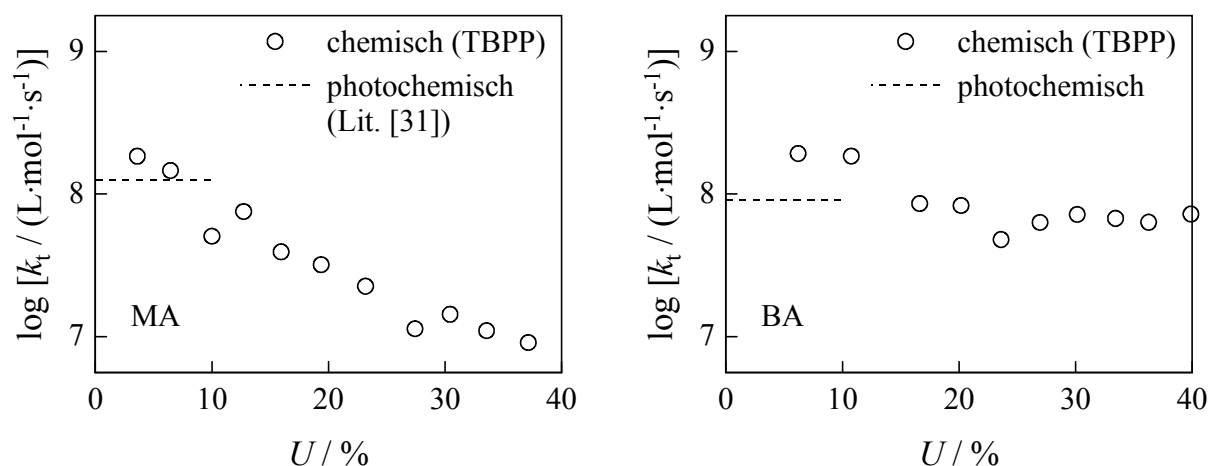 log [kt / (L·mol⁻¹·s⁻¹)]
9
8
7
chemisch (TBPP)
photochemisch
(Lit. [31])
MA
0 10 20 30 40
U / %
log [kt / (L·mol⁻¹·s⁻¹)]
9
8
7
chemisch (TBPP)
photochemisch
BA
0 10 20 30 40
U / %